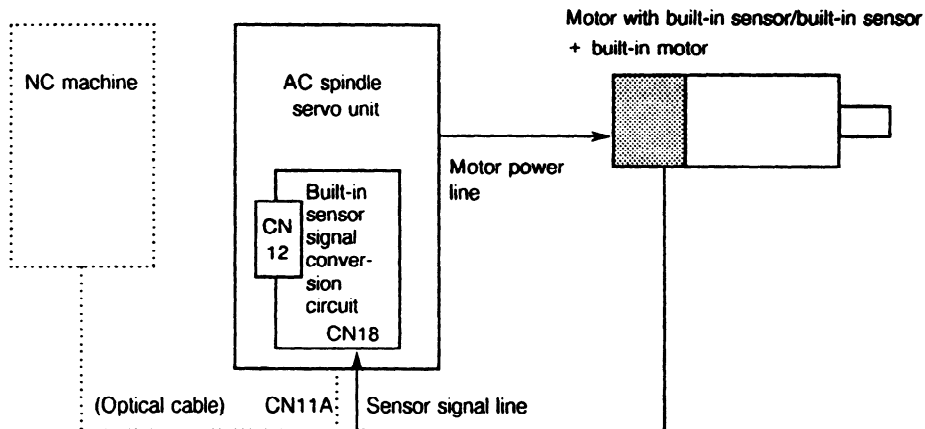 Motor with built-in sensor/built-in sensor
+ built-in motor
NC machine
AC spindle
servo unit
Motor power
line
Built-in
sensor
signal
conver-
sion
circuit
CN
12
CN18
(Optical cable)
CN11A
Sensor signal line